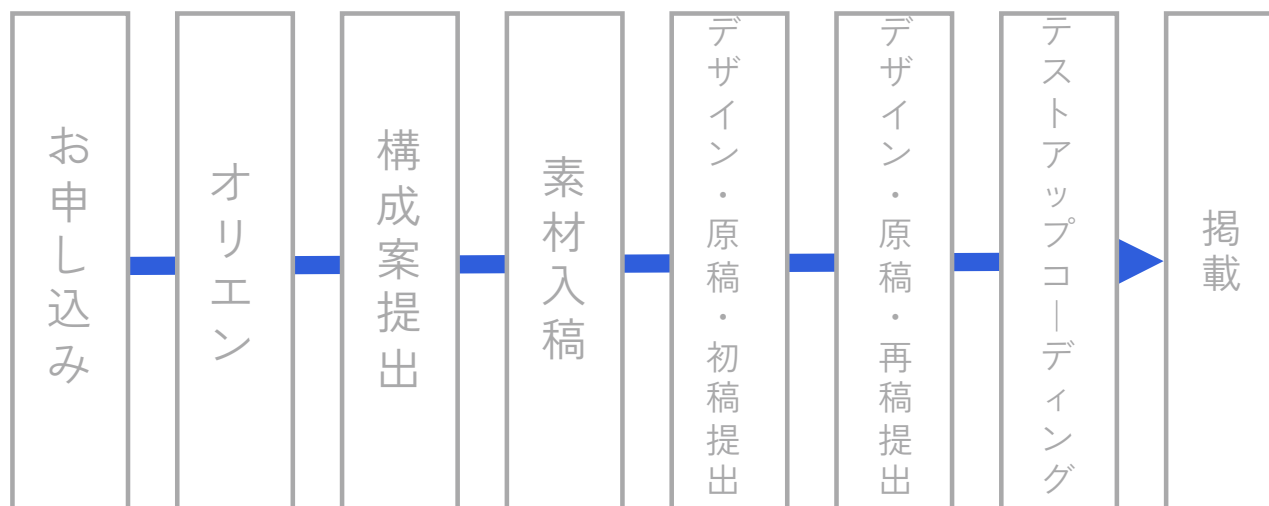 お申し込み
オリエン
構成案提出
素材入稿
デザイン・原稿・初稿提出
デザイン・原稿・再稿提出
テストアップコーディング
掲載